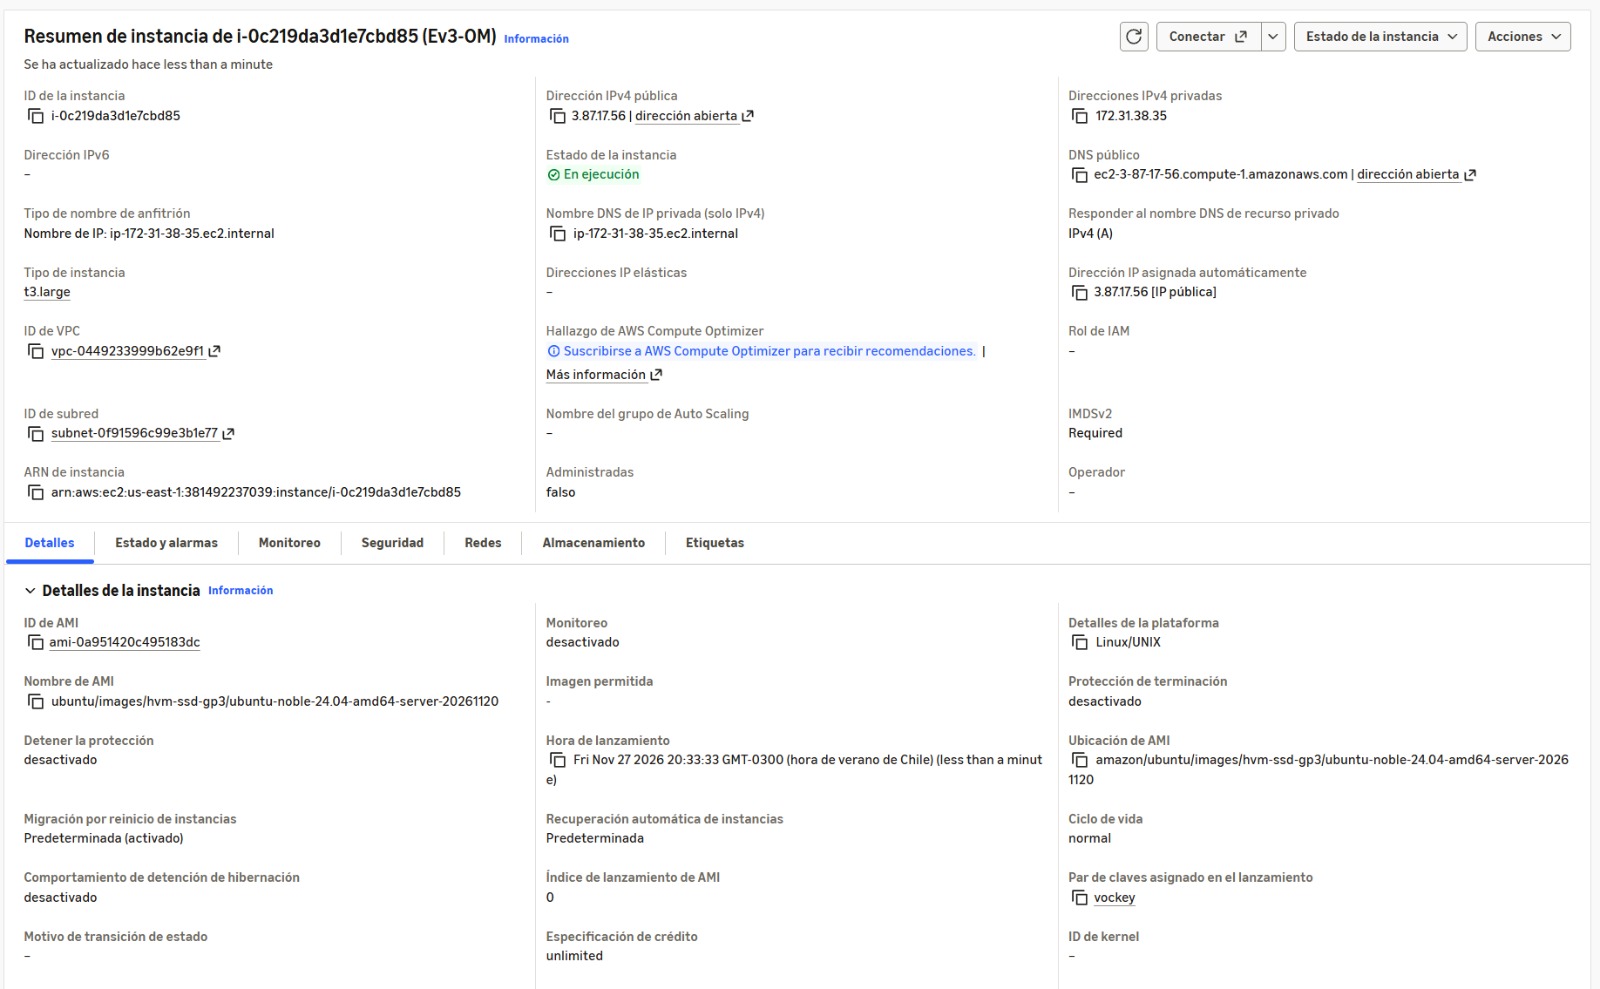 Resumen de instancia de i-0c219da3d1e7cbd85 (Ev3-OM) Información
Conectar
Estado de la instancia
Acciones
Se ha actualizado hace less than a minute
ID de la instancia
i-0c219da3d1e7cbd85
Dirección IPv4 pública
3.87.17.56 | dirección abierta
Direcciones IPv4 privadas
172.31.38.35
Dirección IPv6
–
Estado de la instancia
En ejecución
DNS público
ec2-3-87-17-56.compute-1.amazonaws.com | dirección abierta
Tipo de nombre de anfitrión
Nombre de IP: ip-172-31-38-35.ec2.internal
Nombre DNS de IP privada (solo IPv4)
ip-172-31-38-35.ec2.internal
Responder al nombre DNS de recurso privado
IPv4 (A)
Tipo de instancia
t3.large
Direcciones IP elásticas
–
Dirección IP asignada automáticamente
3.87.17.56 [IP pública]
ID de VPC
vpc-0449233999b62e9f1
Hallazgo de AWS Compute Optimizer
Suscribirse a AWS Compute Optimizer para recibir recomendaciones. |
Más información
Rol de IAM
–
ID de subred
subnet-0f91596c99e3b1e77
Nombre del grupo de Auto Scaling
–
IMDSv2
Required
ARN de instancia
arn:aws:ec2:us-east-1:381492237039:instance/i-0c219da3d1e7cbd85
Administradas
falso
Operador
–
Detalles
Estado y alarmas
Monitoreo
Seguridad
Redes
Almacenamiento
Etiquetas
Detalles de la instancia Información
ID de AMI
ami-0a951420c495183dc
Monitoreo
desactivado
Detalles de la plataforma
Linux/UNIX
Nombre de AMI
ubuntu/images/hvm-ssd-gp3/ubuntu-noble-24.04-amd64-server-20261120
Imagen permitida
-
Protección de terminación
desactivado
Detener la protección
desactivado
Hora de lanzamiento
Fri Nov 27 2026 20:33:33 GMT-0300 (hora de verano de Chile) (less than a minut
e)
Ubicación de AMI
amazon/ubuntu/images/hvm-ssd-gp3/ubuntu-noble-24.04-amd64-server-2026
1120
Migración por reinicio de instancias
Predeterminada (activado)
Recuperación automática de instancias
Predeterminada
Ciclo de vida
normal
Comportamiento de detención de hibernación
desactivado
Índice de lanzamiento de AMI
0
Par de claves asignado en el lanzamiento
vockey
Motivo de transición de estado
–
Especificación de crédito
unlimited
ID de kernel
–